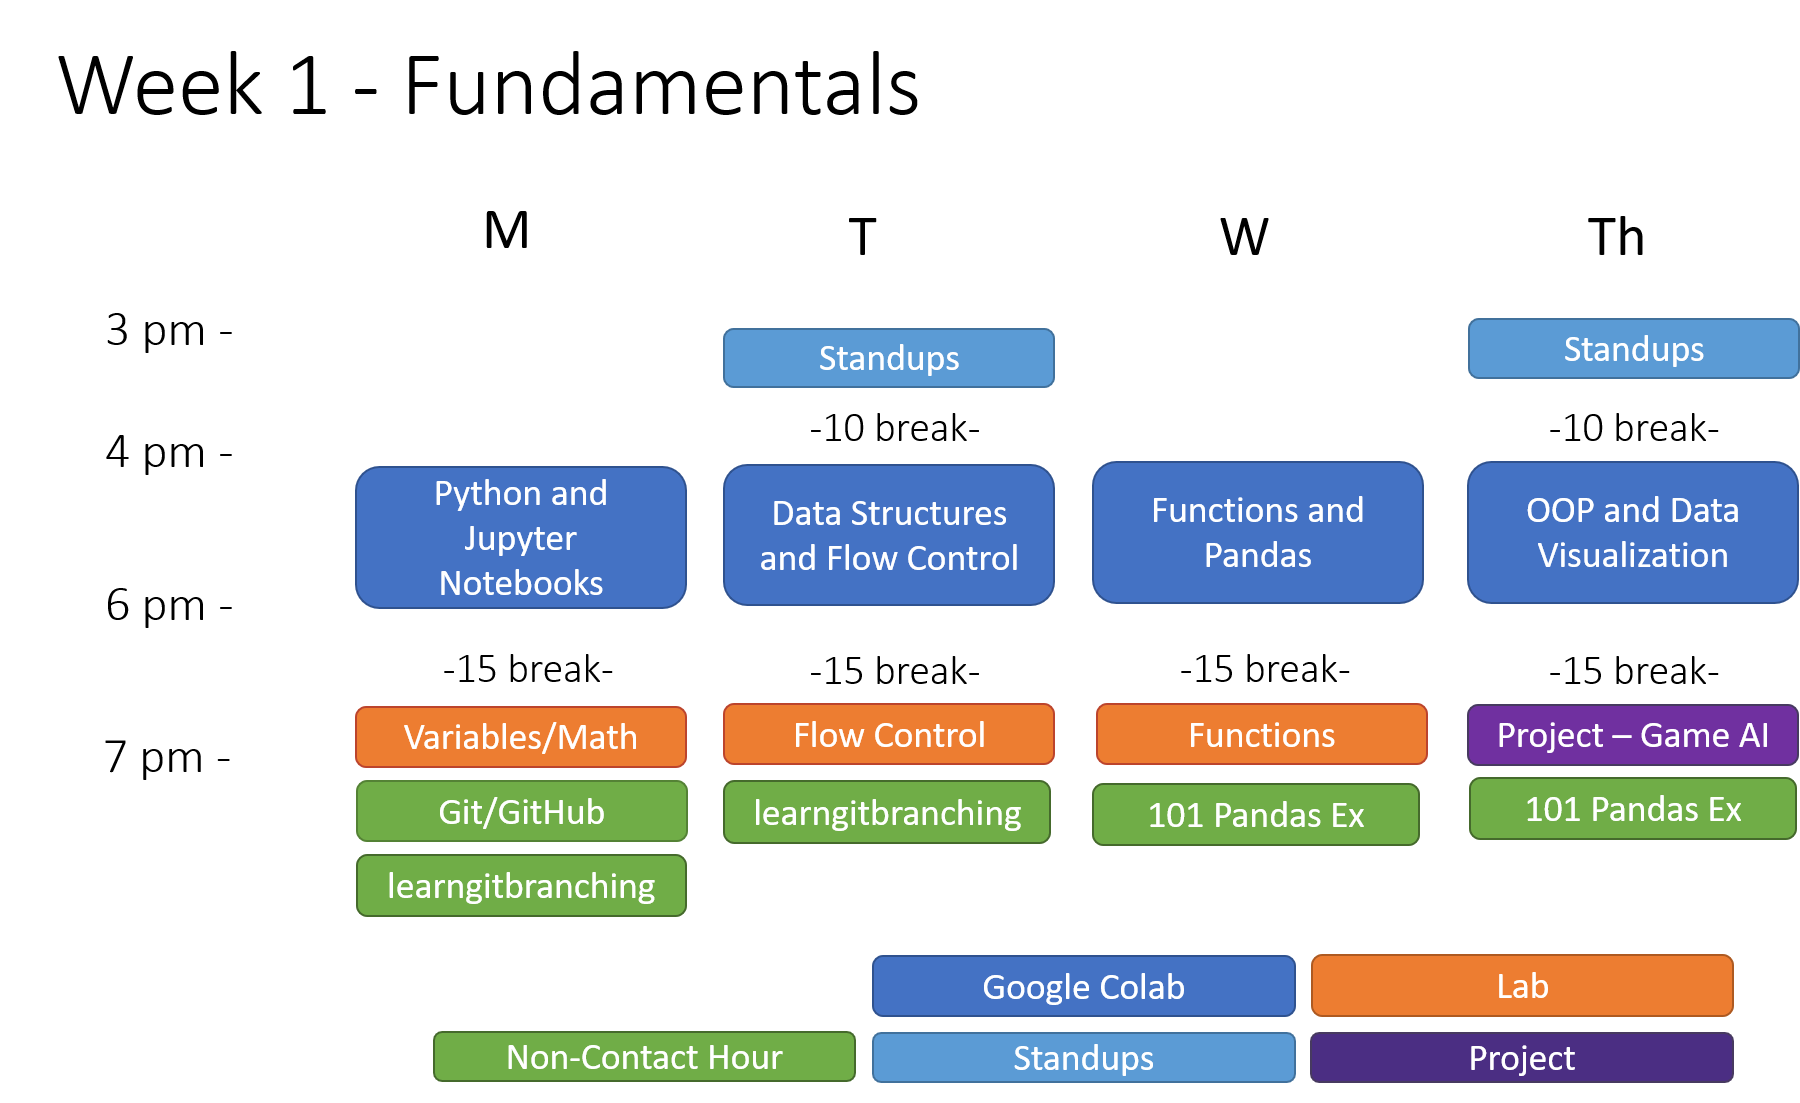 Week 1 - Fundamentals
M
T
W
Th
3 pm -
Standups
Standups
-10 break-
-10 break-
4 pm -
Python and
Jupyter
Notebooks
Data Structures
and Flow Control
Functions and
Pandas
OOP and Data
Visualization
6 pm -
-15 break-
-15 break-
-15 break-
-15 break-
7 pm -
Variables/Math
Flow Control
Functions
Project – Game AI
Git/GitHub
learngitbranching
101 Pandas Ex
101 Pandas Ex
learngitbranching
Google Colab
Lab
Non-Contact Hour
Standups
Project